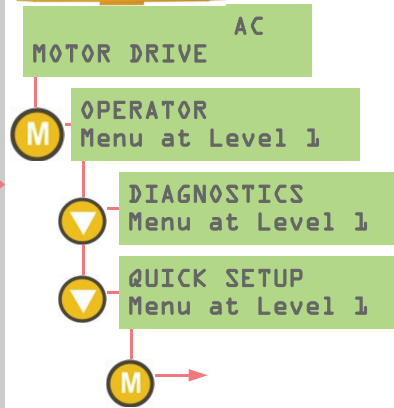 AC
MOTOR DRIVE
OPERATOR
M
Menu at Level 1
DIAGNOSTICS
Menu at Level 1
QUICK SETUP
Menu at Level 1
M